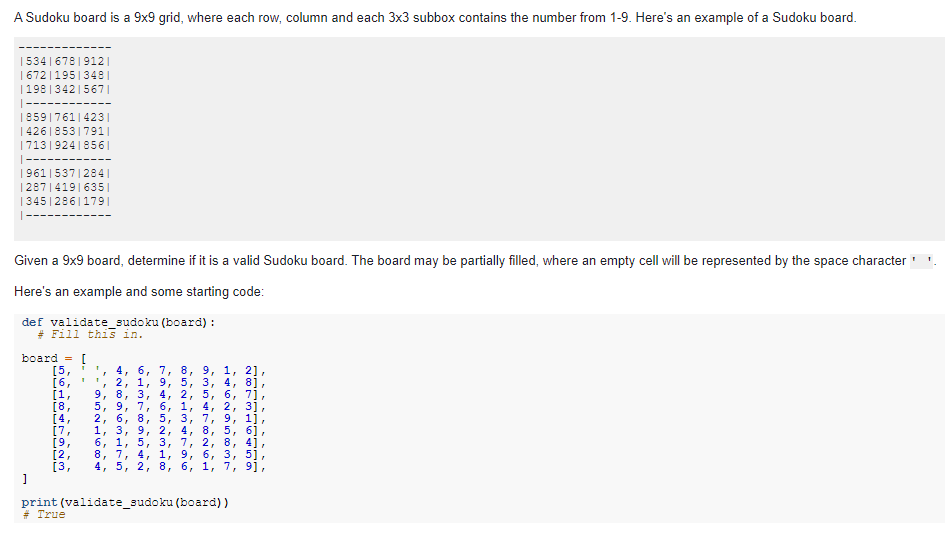 A Sudoku board is a 9x9 grid, where each row, column and each 3x3 subbox contains the number from 1-9. Here's an example of a Sudoku board.
-------------
|534|678|912|
|672|195|348|
|198|342|567|
|------------
|859|761|423|
|426|853|791|
|713|924|856|
|------------
|961|537|284|
|287|419|635|
|345|286|179|
|------------
Given a 9x9 board, determine if it is a valid Sudoku board. The board may be partially filled, where an empty cell will be represented by the space character ' '.
Here's an example and some starting code:
def validate_sudoku(board):
  # Fill this in.
board = [
    [5, ' ', 4, 6, 7, 8, 9, 1, 2],
    [6, ' ', 2, 1, 9, 5, 3, 4, 8],
    [1,   9, 8, 3, 4, 2, 5, 6, 7],
    [8,   5, 9, 7, 6, 1, 4, 2, 3],
    [4,   2, 6, 8, 5, 3, 7, 9, 1],
    [7,   1, 3, 9, 2, 4, 8, 5, 6],
    [9,   6, 1, 5, 3, 7, 2, 8, 4],
    [2,   8, 7, 4, 1, 9, 6, 3, 5],
    [3,   4, 5, 2, 8, 6, 1, 7, 9],
]
print(validate_sudoku(board))
# True